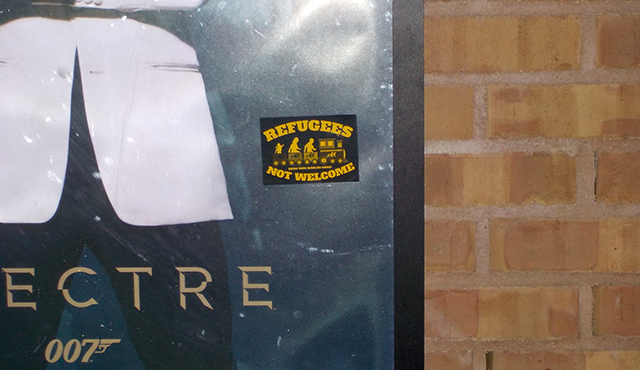 REFUGEES
NOT WELCOME
ECTRE
007